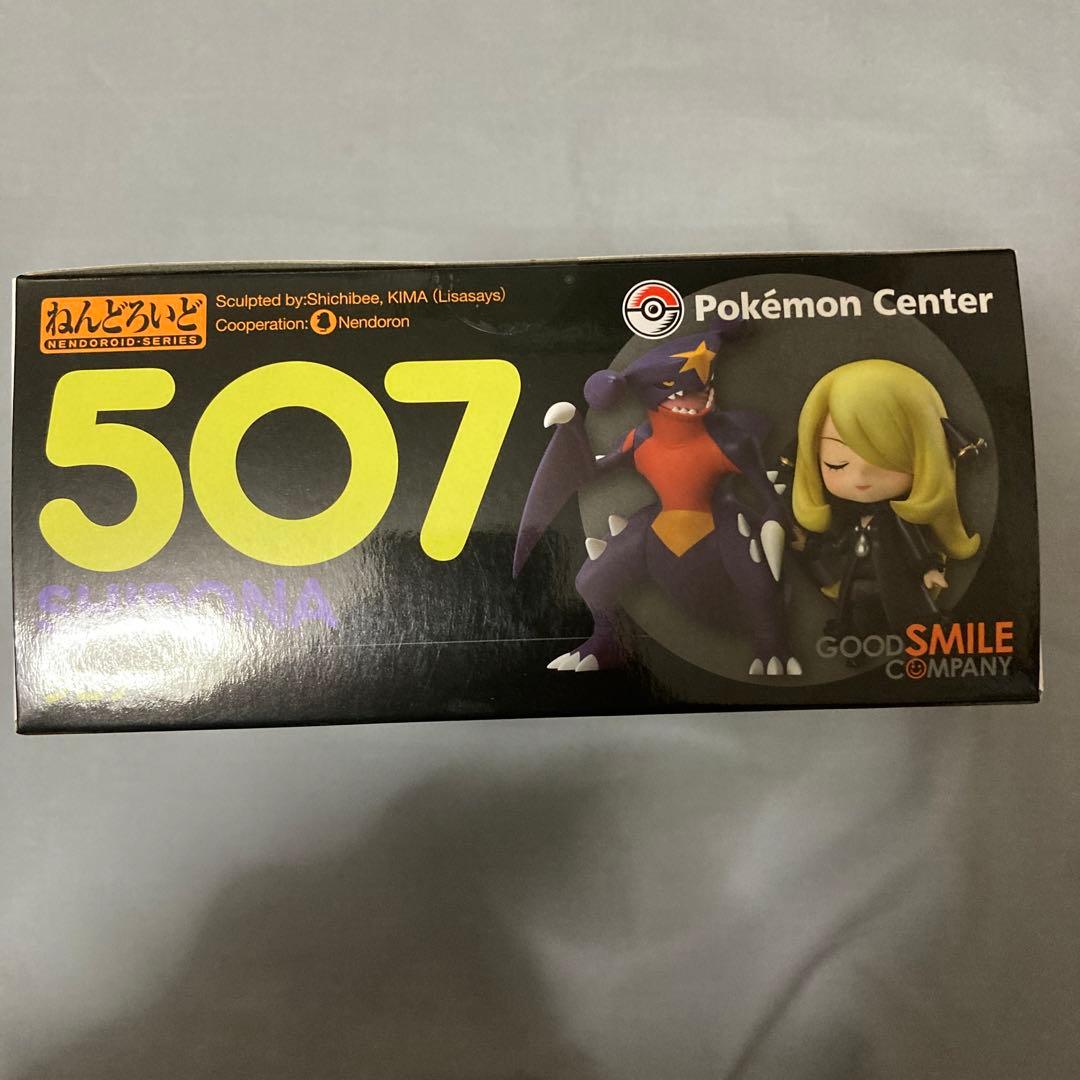 ねんどろいど
NENDOROID·SERIES
Sculpted by:Shichibee, KIMA (Lisasays)
Cooperation: Nendoron
Pokémon Center
507
SHIRONA
GOOD SMILE
COMPANY